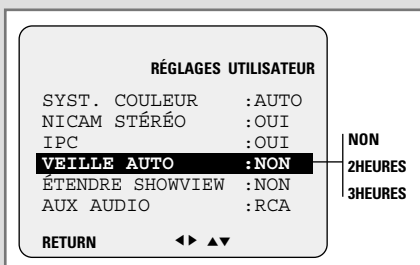 RÉGLAGES UTILISATEUR
SYST. COULEUR :AUTO
NICAM STÉRÉO :OUI
IPC :OUI
VEILLE AUTO :NON
ÉTENDRE SHOWVIEW :NON
AUX AUDIO :RCA
RETURN ◀▶ ▲▼
NON
2HEURES
3HEURES